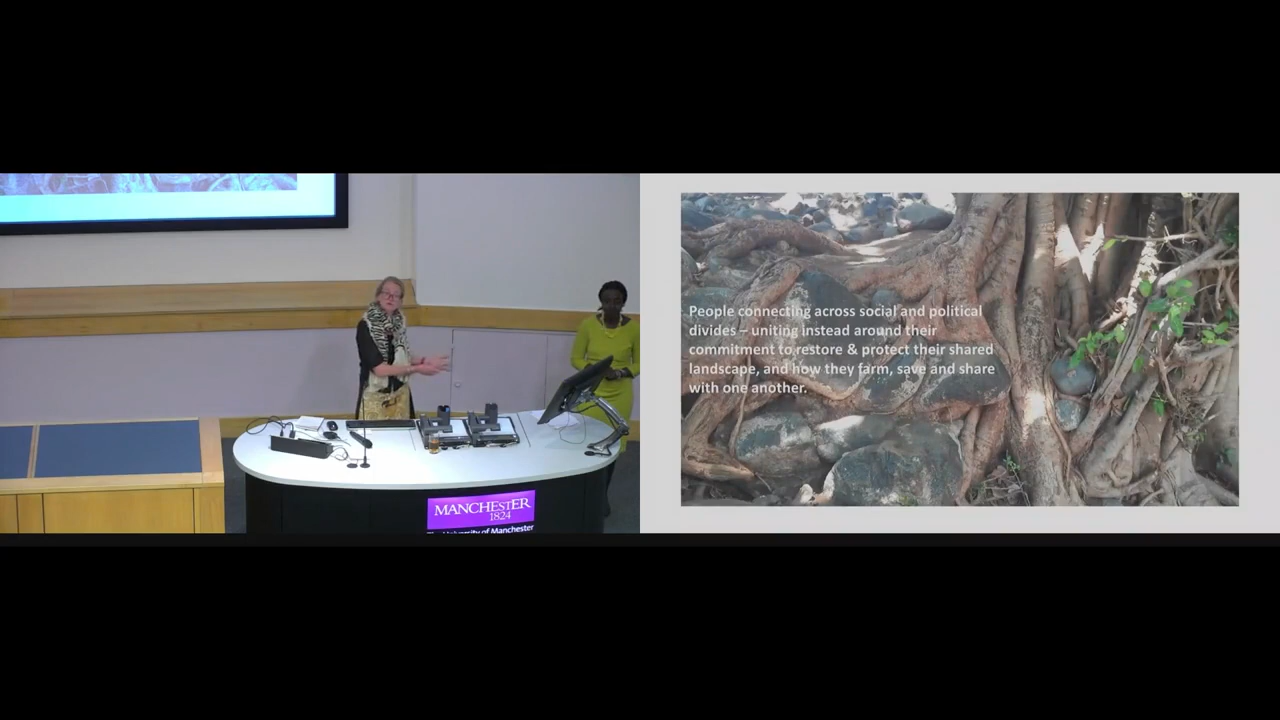 MANCHESTER
1824
The University of Manchester
People connecting across social and political
divides – uniting instead around their
commitment to restore & protect their shared
landscape, and how they farm, save and share
with one another.